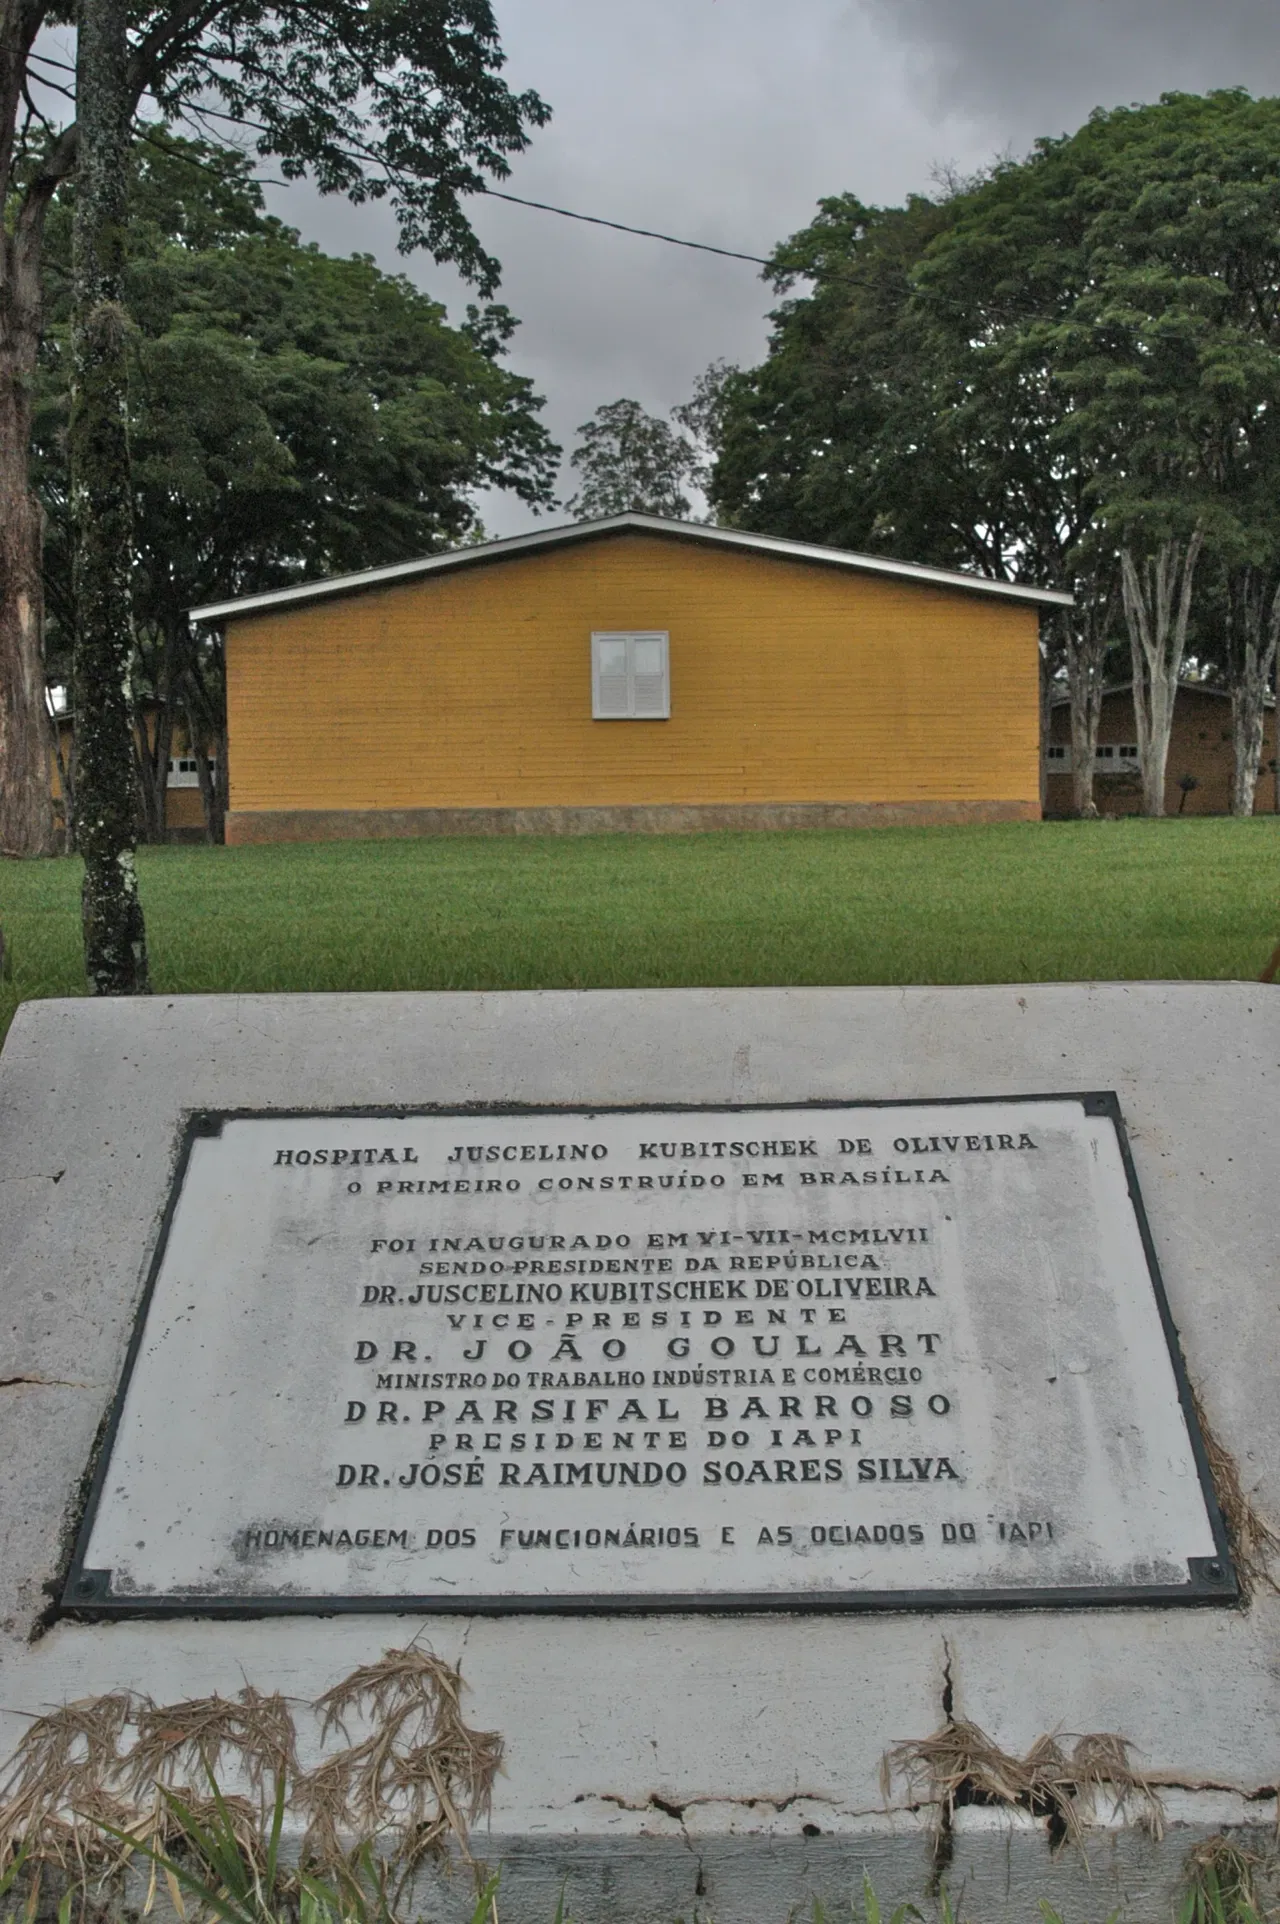 HOSPITAL JUSCELINO KUBITSCHEK DE OLIVEIRA
O PRIMEIRO CONSTRUÍDO EM BRASÍLIA
FOI INAUGURADO EM VI-VII-MCMLVII
SENDO PRESIDENTE DA REPÚBLICA
DR. JUSCELINO KUBITSCHEK DE OLIVEIRA
VICE-PRESIDENTE
DR. JOÃO GOULART
MINISTRO DO TRABALHO INDÚSTRIA E COMÉRCIO
DR. PARSIFAL BARROSO
PRESIDENTE DO IAPI
DR. JOSÉ RAIMUNDO SOARES SILVA
HOMENAGEM DOS FUNCIONÁRIOS E AS OCIADOS DO IAPI